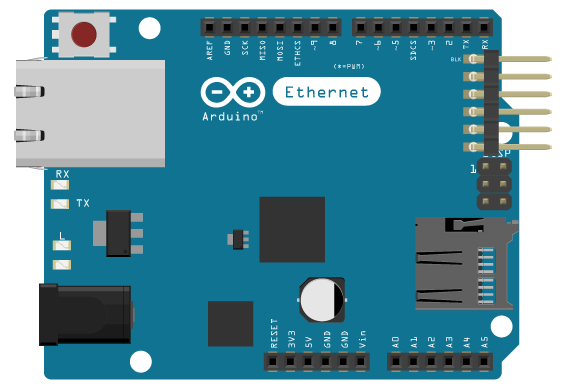 AREF
GND
SCK
MISO
MOSI
ETHCS
~9
8
7
~6
~5
SDCS
~3
2
TX
RX
(~=PWM)
BLK
Ethernet
Arduino™
1
RX
TX
L
RESET
3V3
5V
GND
GND
Vin
A0
A1
A2
A3
A4
A5